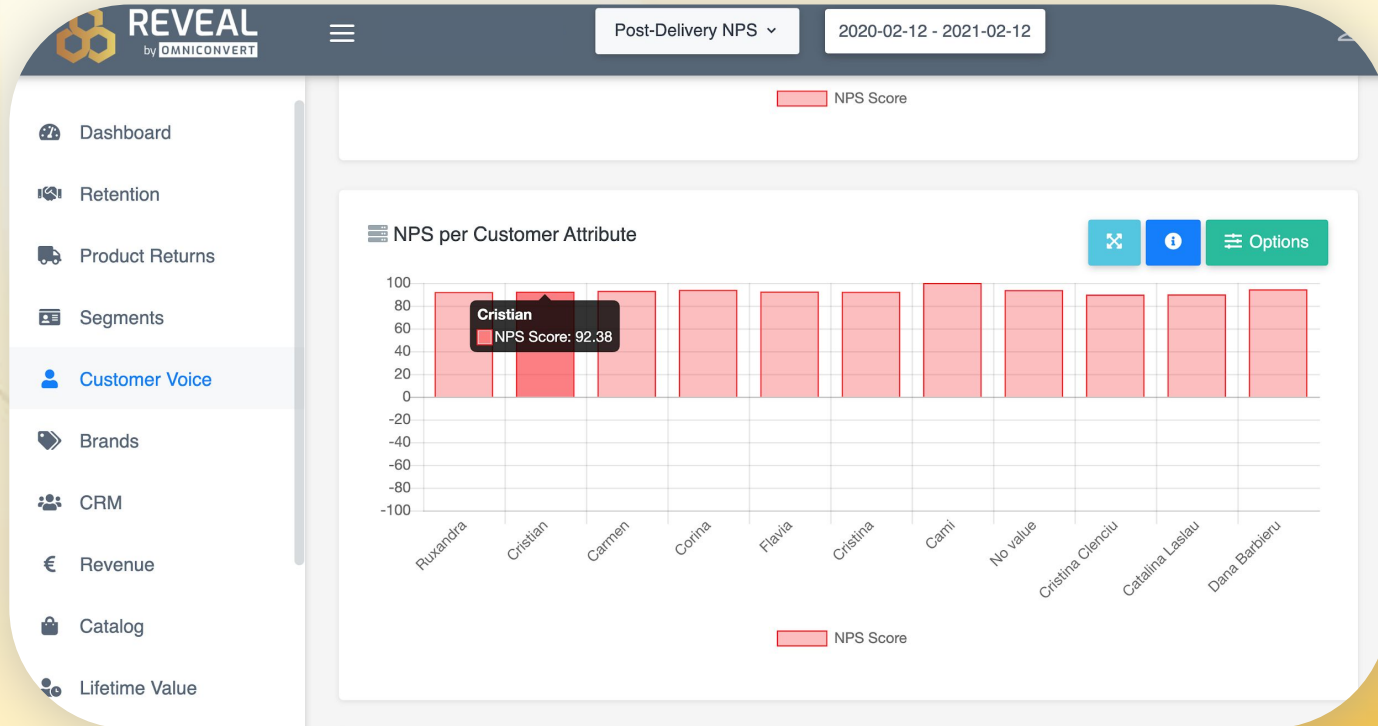 REVEAL
by OMNICONVERT
Post-Delivery NPS
2020-02-12 - 2021-02-12
Dashboard
Retention
Product Returns
Segments
Customer Voice
Brands
CRM
Revenue
Catalog
Lifetime Value
NPS Score
NPS per Customer Attribute
Options
100
80
60
40
20
0
-20
-40
-60
-80
-100
Cristian
NPS Score: 92.38
Ruxandra
Cristian
Carmen
Corina
Flavia
Cristina
Cami
No value
Cristina Clenciu
Catalina Laslau
Dana Barbieru
NPS Score